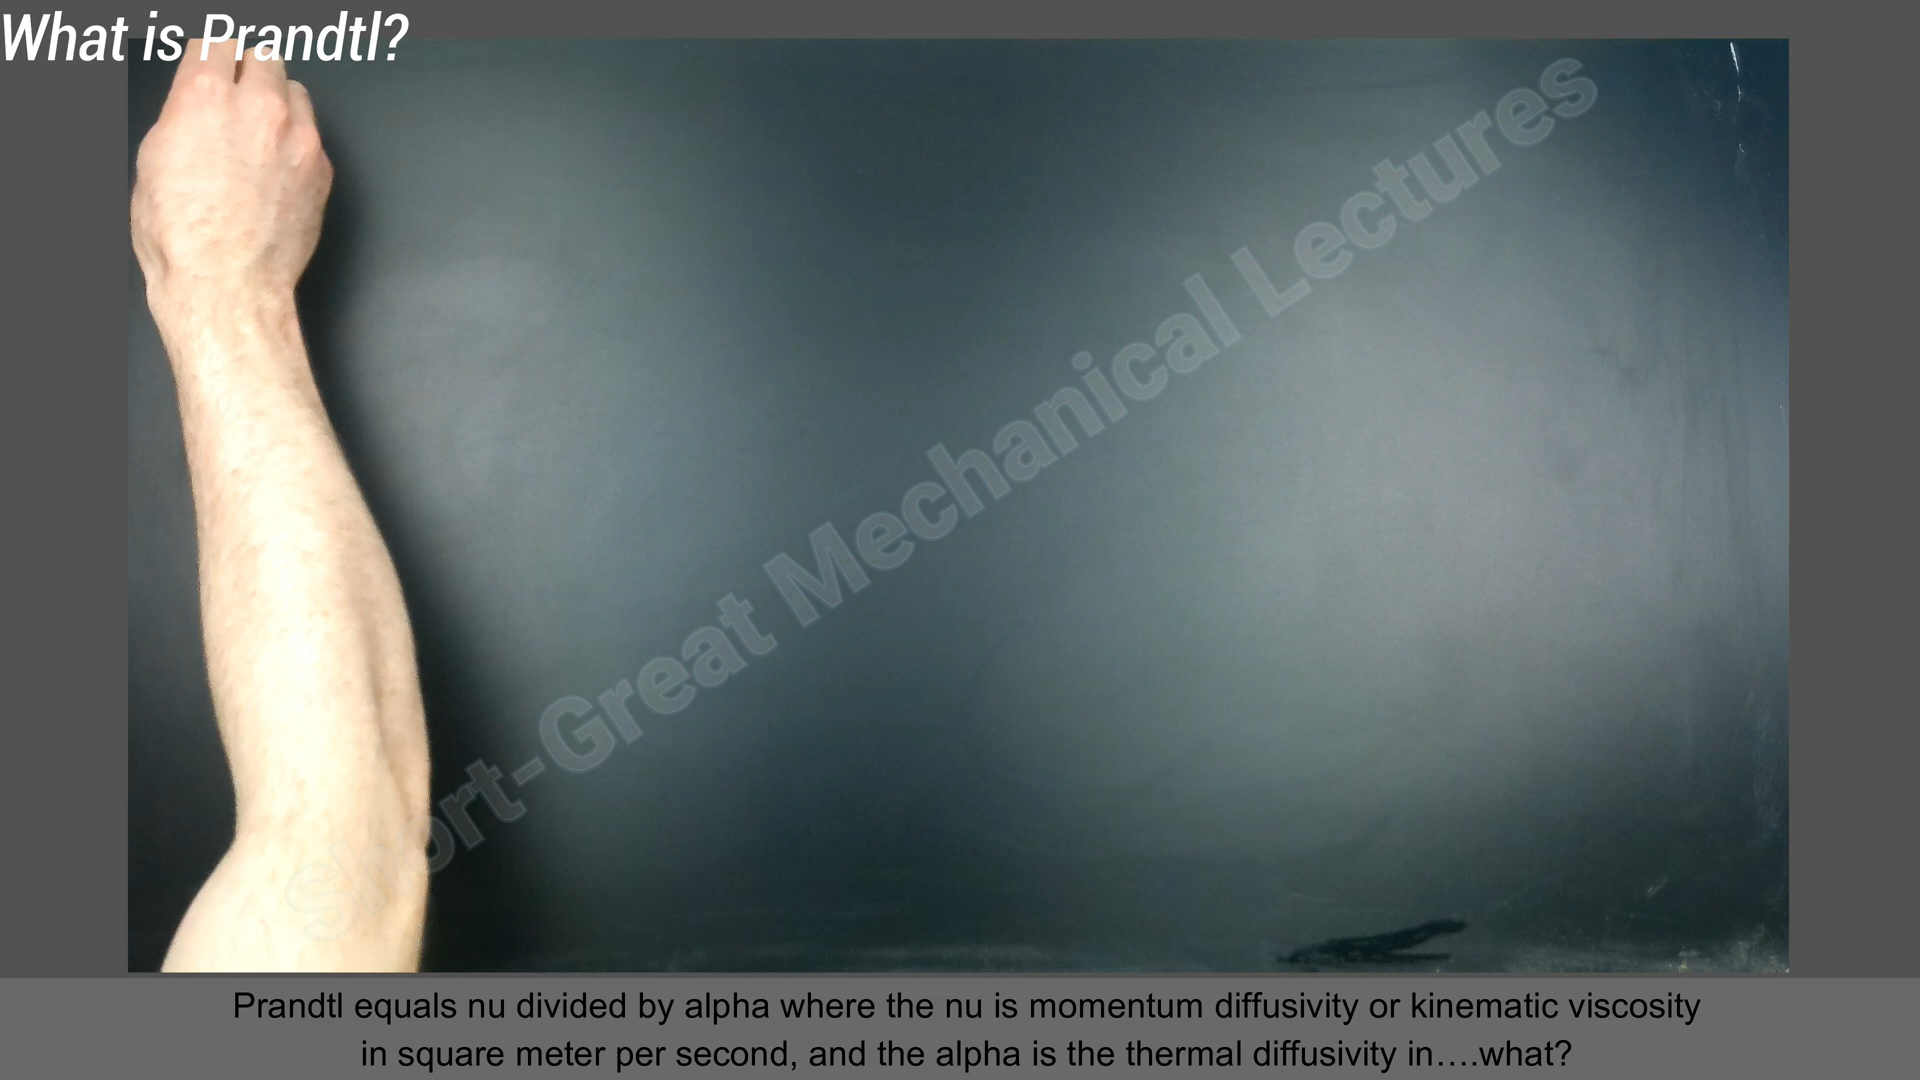 What is Prandtl?
Short-Great Mechanical Lectures
Prandtl equals nu divided by alpha where the nu is momentum diffusivity or kinematic viscosity
in square meter per second, and the alpha is the thermal diffusivity in….what?